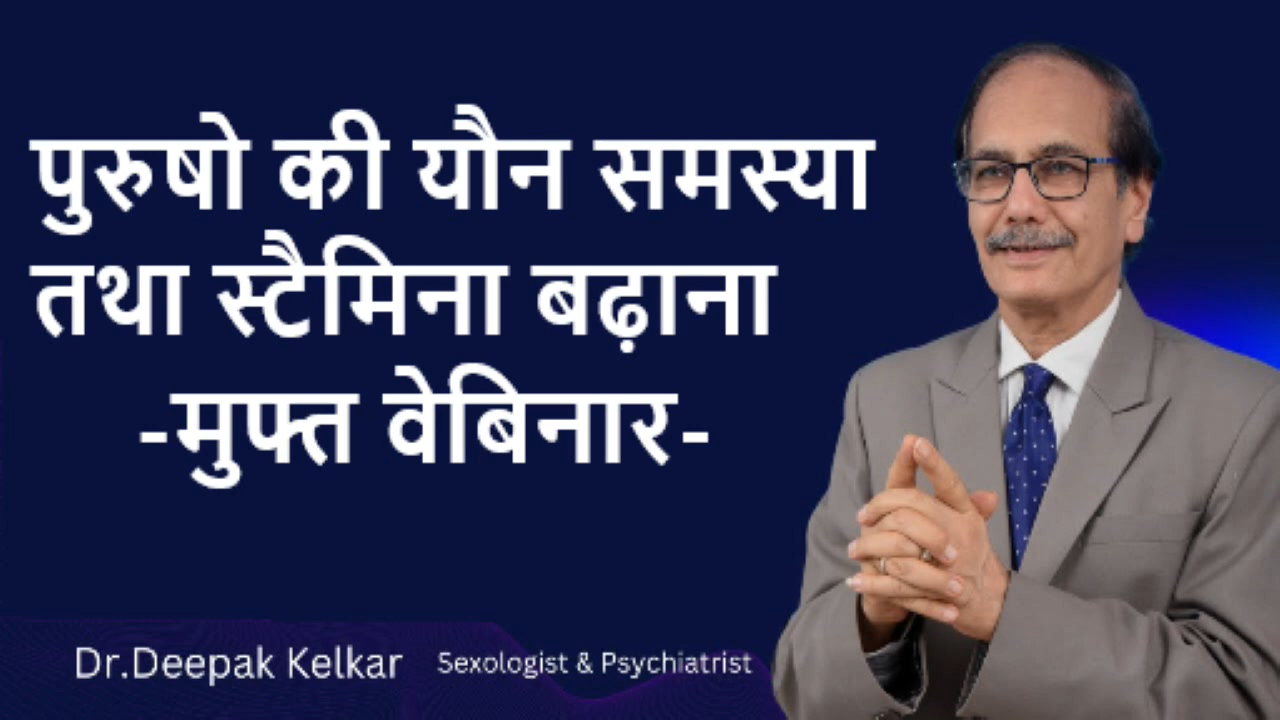 पुरुषो की यौन समस्या
तथा स्टैमिना बढ़ाना
-मुफ्त वेबिनार-
Dr.Deepak Kelkar Sexologist & Psychiatrist